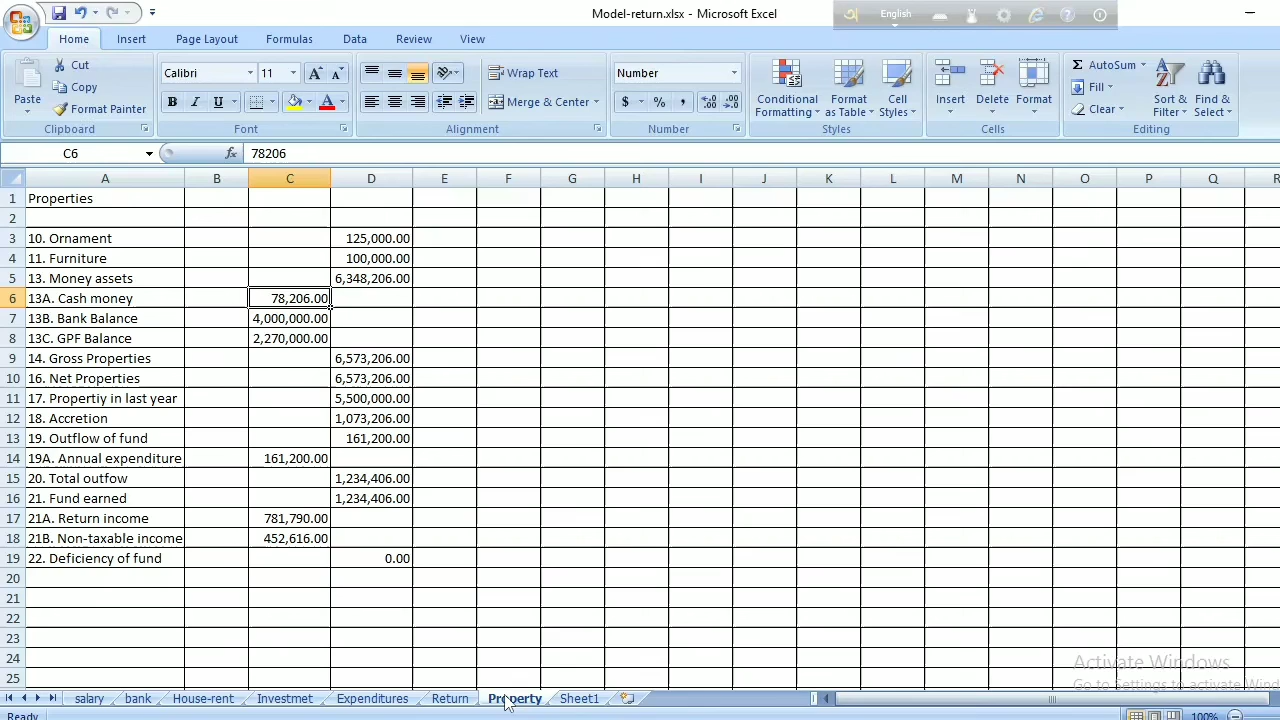 Model-return.xlsx - Microsoft Excel
English
Home Insert Page Layout Formulas Data Review View
Paste
Cut
Copy
Format Painter
Clipboard
Calibri 11
B I U
Font
Wrap Text
Merge & Center
Alignment
Number
$ % ,
Number
Conditional Formatting
Format as Table
Cell Styles
Styles
Insert Delete Format
Cells
Σ AutoSum
Fill
Clear
Sort & Filter
Find & Select
Editing
C6 fx 78206
A B C D E F G H I J K L M N O P Q R
1 Properties
2
3 10. Ornament 125,000.00
4 11. Furniture 100,000.00
5 13. Money assets 6,348,206.00
6 13A. Cash money 78,206.00
7 13B. Bank Balance 4,000,000.00
8 13C. GPF Balance 2,270,000.00
9 14. Gross Properties 6,573,206.00
10 16. Net Properties 6,573,206.00
11 17. Propertiy in last year 5,500,000.00
12 18. Accretion 1,073,206.00
13 19. Outflow of fund 161,200.00
14 19A. Annual expenditure 161,200.00
15 20. Total outfow 1,234,406.00
16 21. Fund earned 1,234,406.00
17 21A. Return income 781,790.00
18 21B. Non-taxable income 452,616.00
19 22. Deficiency of fund 0.00
20
21
22
23
24
25
Activate Windows
Go to Settings to activate Wind
salary bank House-rent Investmet Expenditures Return Property Sheet1
Ready 100%